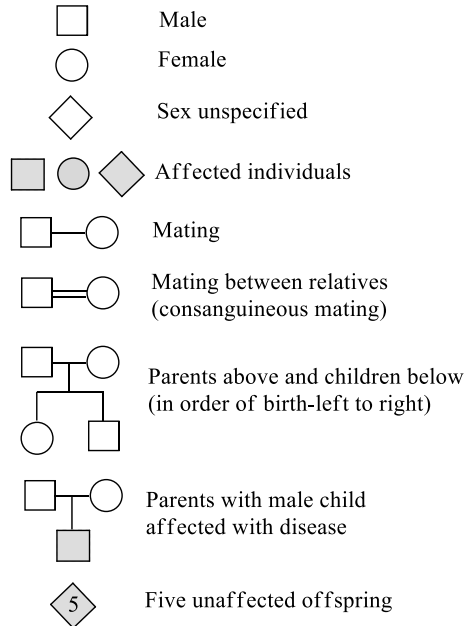 Male
Female
Sex unspecified
Affected individuals
Mating
Mating between relatives
(consanguineous mating)
Parents above and children below
(in order of birth-left to right)
Parents with male child
affected with disease
5 Five unaffected offspring